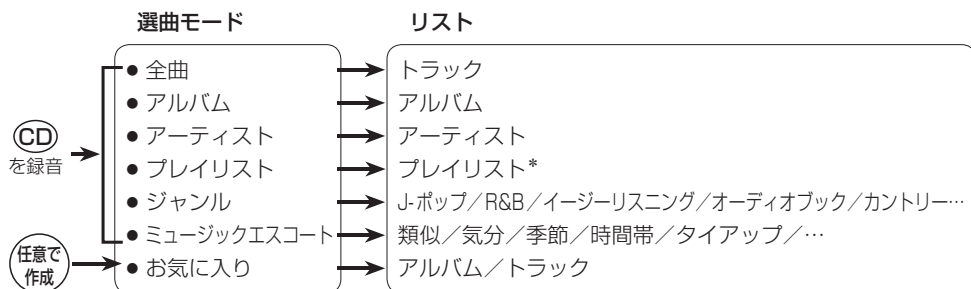 選曲モード リスト
● 全曲 トラック
● アルバム アルバム
● アーティスト アーティスト
CD
を録音
● プレイリスト プレイリスト*
● ジャンル J-ポップ／R&B／イージーリスニング／オーディオブック／カントリー…
● ミュージックエスコート 類似／気分／季節／時間帯／タイアップ／…
任意で
作成
● お気に入り アルバム／トラック